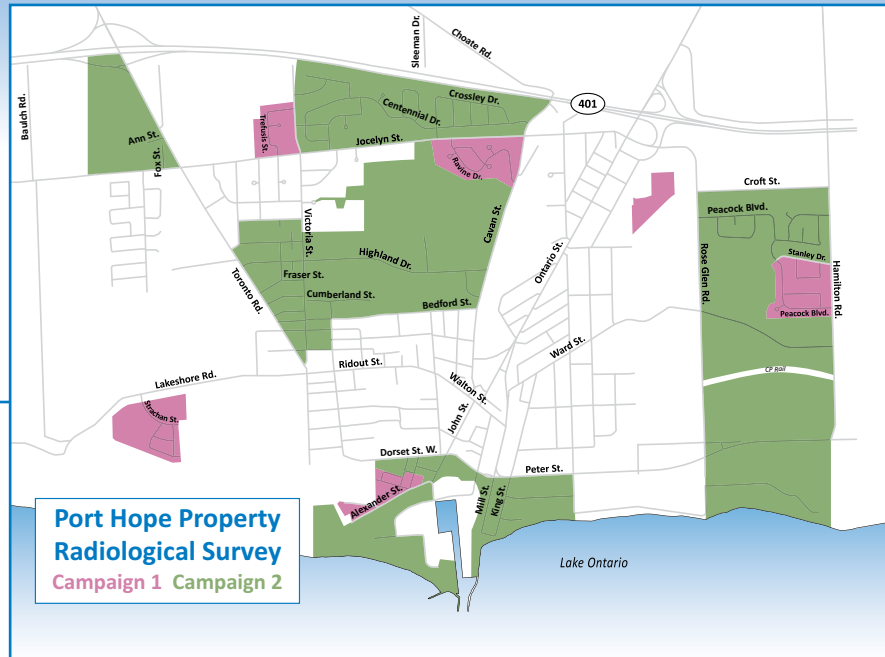 Sleeman Dr.
Choate Rd.
Baulch Rd.
401
Crossley Dr.
Centennial Dr.
Trefusis St.
Ann St.
Fox St.
Jocelyn St.
Ravine Dr.
Croft St.
Peacock Blvd.
Victoria St.
Cavan St.
Ontario St.
Rose Glen Rd.
Stanley Dr.
Hamilton Rd.
Highland Dr.
Toronto Rd.
Fraser St.
Cumberland St.
Bedford St.
Peacock Blvd.
Ward St.
Ridout St.
CP Rail
Lakeshore Rd.
Walton St.
Strachan St.
John St.
Dorset St. W.
Peter St.
Alexander St.
Mill St.
King St.
Port Hope Property
Radiological Survey
Campaign 1 Campaign 2
Lake Ontario